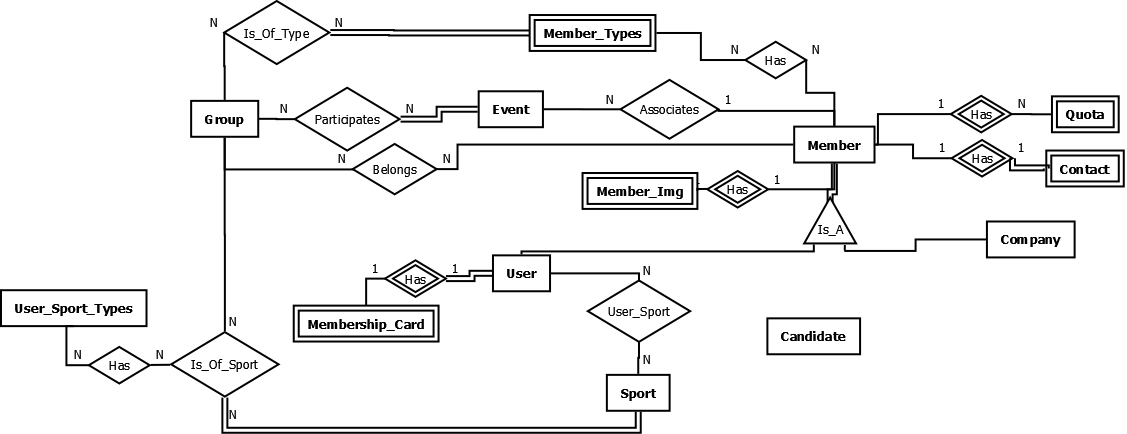 N Is_Of_Type N
Member_Types
N Has N
Group
N Participates N
Event
N Associates 1
Member
1 Has N
Quota
1 Has 1
Contact
N Belongs N
Member_Img
Has 1
Is_A
Company
1 Has 1
User
N
User_Sport_Types
Membership_Card
User_Sport
N
Candidate
N Has N
N
Is_Of_Sport
N
Sport